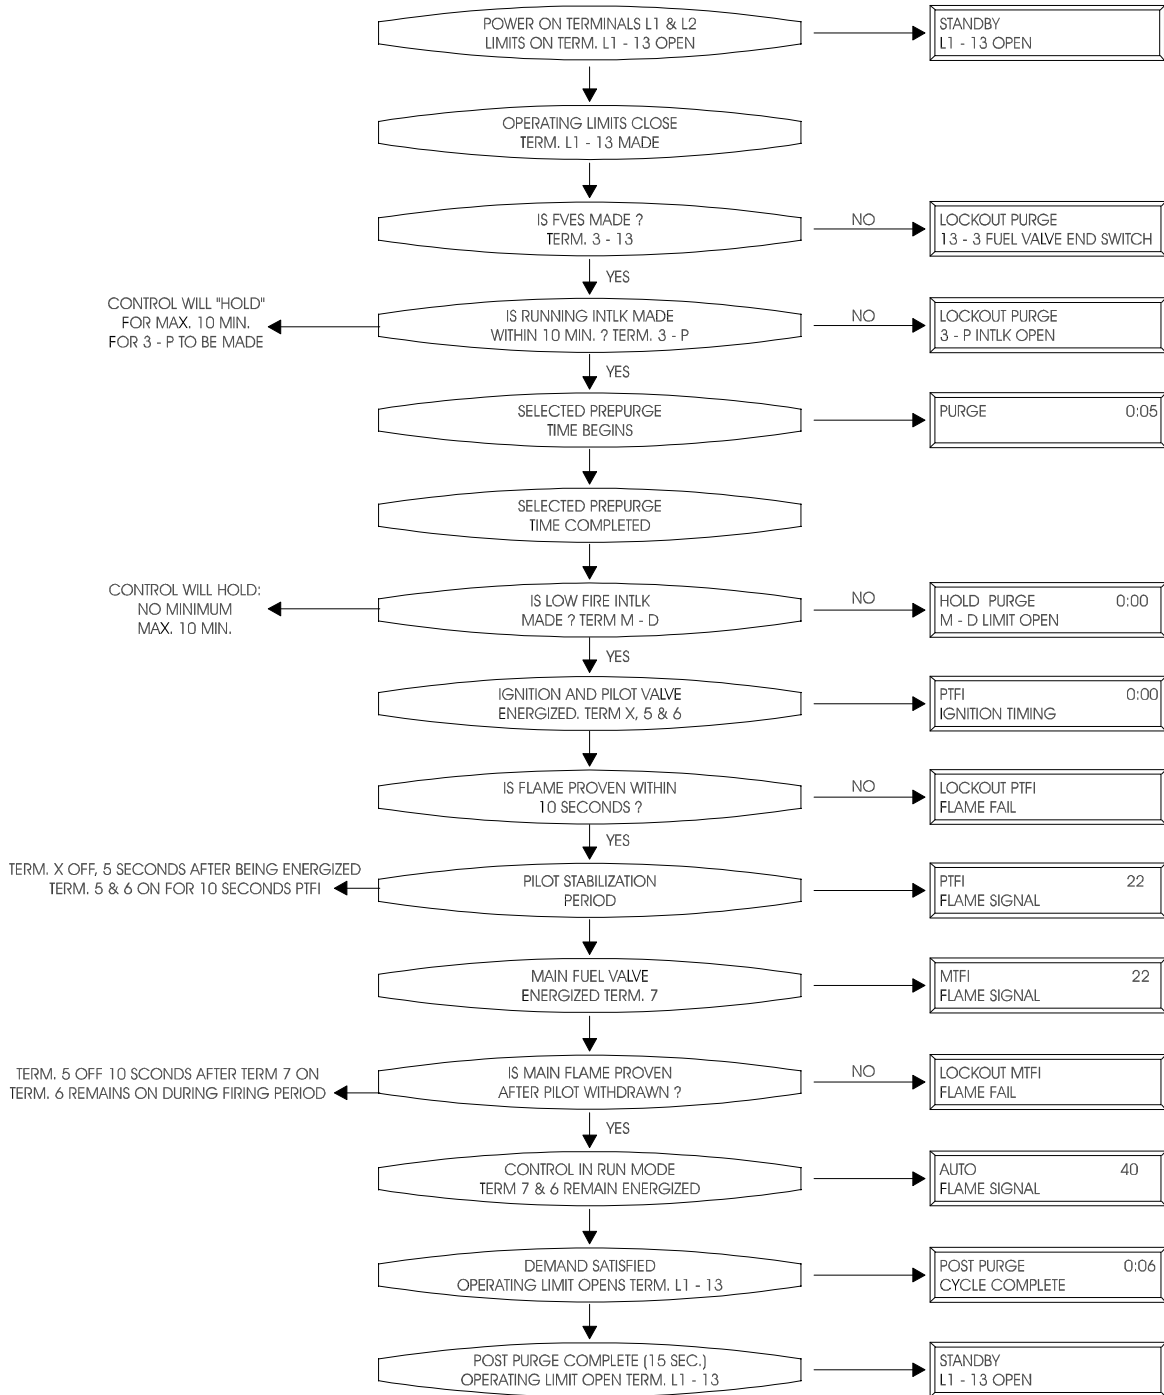 POWER ON TERMINALS L1 & L2
LIMITS ON TERM. L1 - 13 OPEN
STANDBY
L1 - 13 OPEN
OPERATING LIMITS CLOSE
TERM. L1 - 13 MADE
IS FVES MADE ?
TERM. 3 - 13
NO
LOCKOUT PURGE
13 - 3 FUEL VALVE END SWITCH
YES
CONTROL WILL "HOLD"
FOR MAX. 10 MIN.
FOR 3 - P TO BE MADE
IS RUNNING INTLK MADE
WITHIN 10 MIN. ? TERM. 3 - P
NO
LOCKOUT PURGE
3 - P INTLK OPEN
YES
SELECTED PREPURGE
TIME BEGINS
PURGE 0:05
SELECTED PREPURGE
TIME COMPLETED
CONTROL WILL HOLD:
NO MINIMUM
MAX. 10 MIN.
IS LOW FIRE INTLK
MADE ? TERM M - D
NO
HOLD PURGE 0:00
M - D LIMIT OPEN
YES
IGNITION AND PILOT VALVE
ENERGIZED. TERM X, 5 & 6
PTFI 0:00
IGNITION TIMING
IS FLAME PROVEN WITHIN
10 SECONDS ?
NO
LOCKOUT PTFI
FLAME FAIL
YES
TERM. X OFF, 5 SECONDS AFTER BEING ENERGIZED
TERM. 5 & 6 ON FOR 10 SECONDS PTFI
PILOT STABILIZATION
PERIOD
PTFI 22
FLAME SIGNAL
MAIN FUEL VALVE
ENERGIZED TERM. 7
MTFI 22
FLAME SIGNAL
TERM. 5 OFF 10 SCONDS AFTER TERM 7 ON
TERM. 6 REMAINS ON DURING FIRING PERIOD
IS MAIN FLAME PROVEN
AFTER PILOT WITHDRAWN ?
NO
LOCKOUT MTFI
FLAME FAIL
YES
CONTROL IN RUN MODE
TERM 7 & 6 REMAIN ENERGIZED
AUTO 40
FLAME SIGNAL
DEMAND SATISFIED
OPERATING LIMIT OPENS TERM. L1 - 13
POST PURGE 0:06
CYCLE COMPLETE
POST PURGE COMPLETE (15 SEC.)
OPERATING LIMIT OPEN TERM. L1 - 13
STANDBY
L1 - 13 OPEN